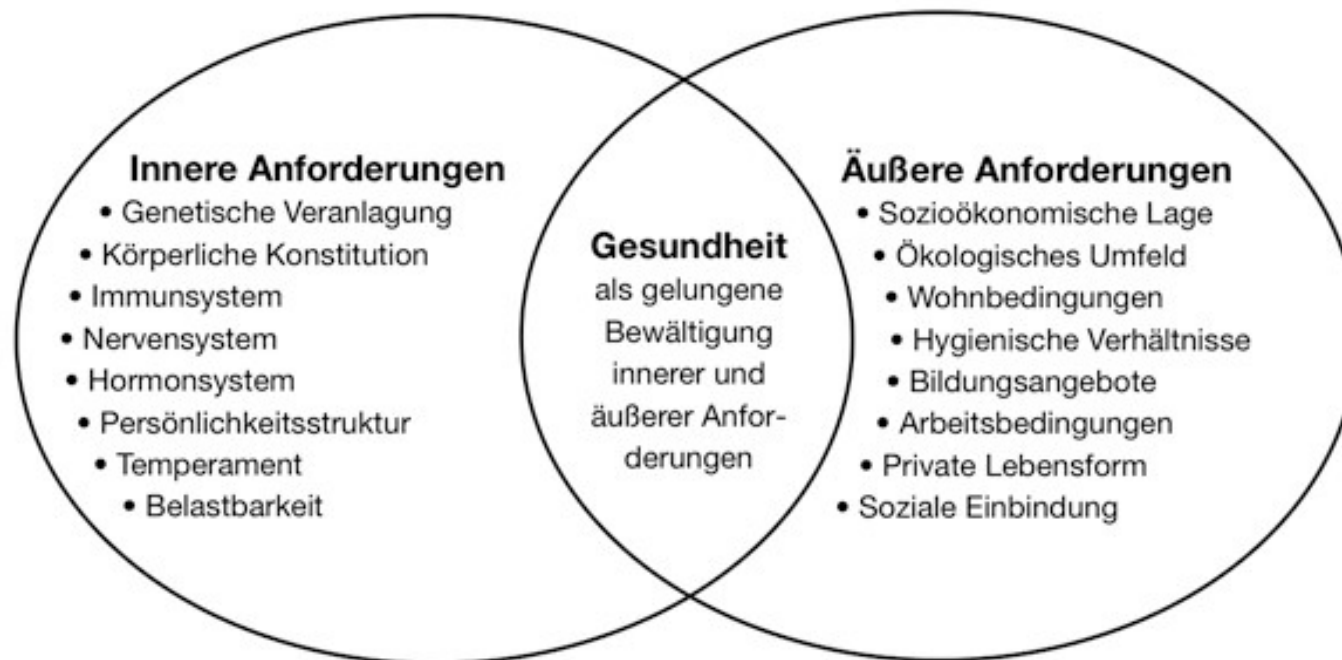 Innere Anforderungen
• Genetische Veranlagung
• Körperliche Konstitution
• Immunsystem
• Nervensystem
• Hormonsystem
• Persönlichkeitsstruktur
• Temperament
• Belastbarkeit
Gesundheit
als gelungene
Bewältigung
innerer und
äußerer Anfor-
derungen
Äußere Anforderungen
• Sozioökonomische Lage
• Ökologisches Umfeld
• Wohnbedingungen
• Hygienische Verhältnisse
• Bildungsangebote
• Arbeitsbedingungen
• Private Lebensform
• Soziale Einbindung